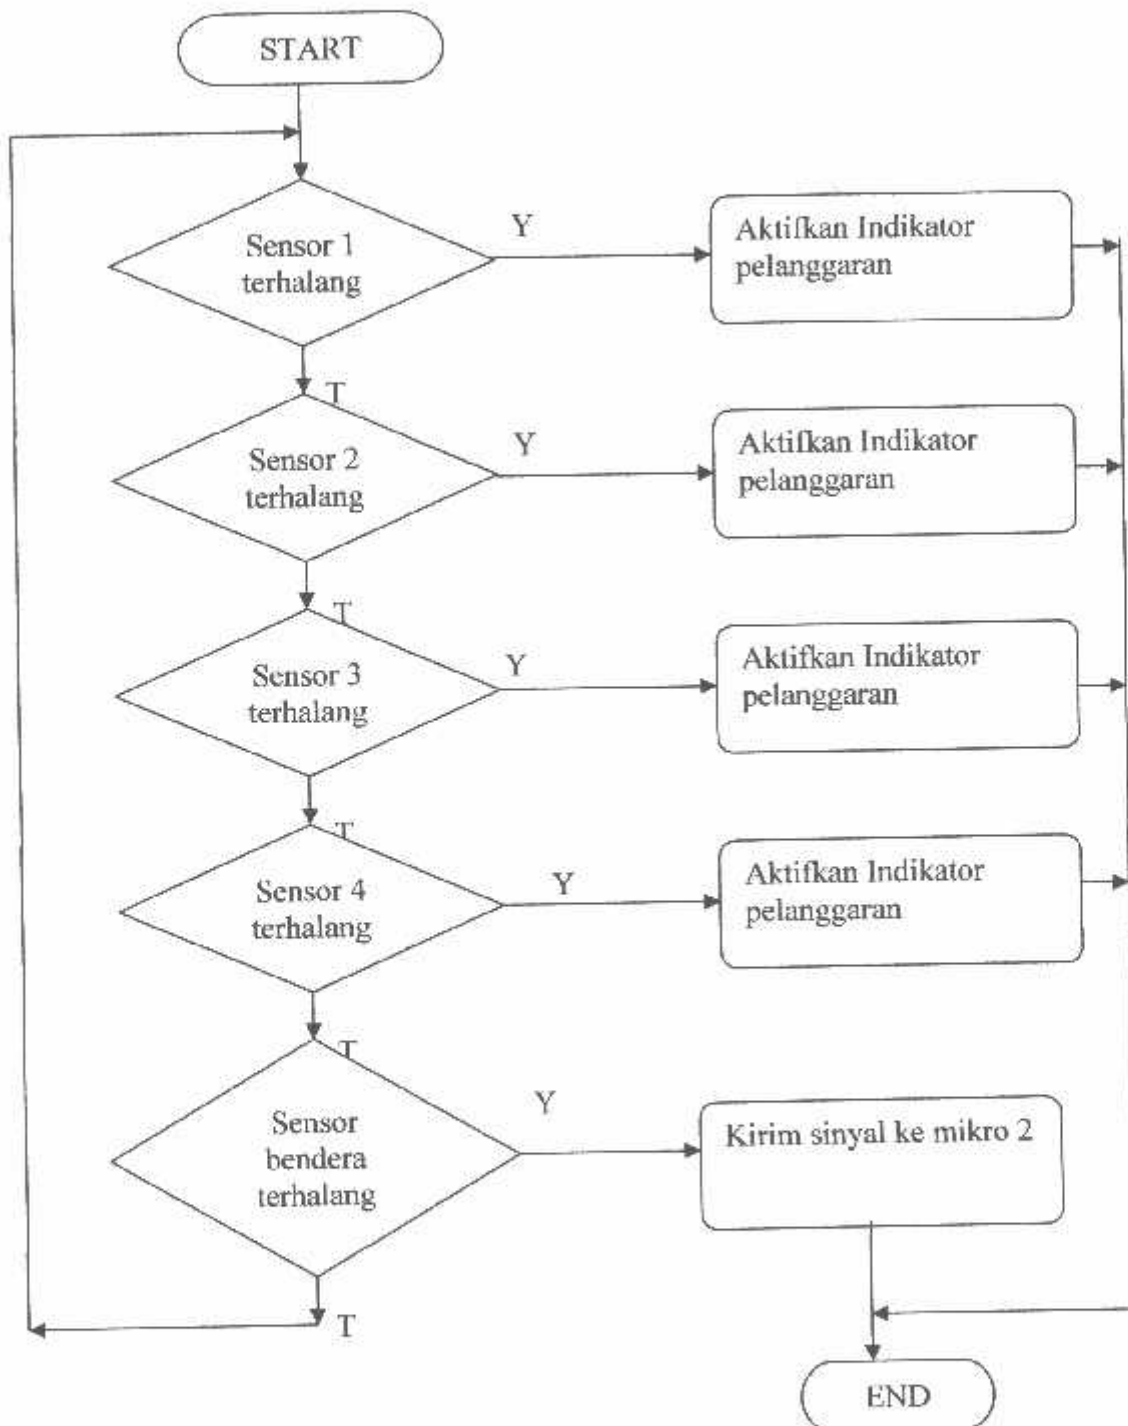 START
Sensor 1
terhalang
Y
Aktifkan Indikator
pelanggaran
T
Sensor 2
terhalang
Y
Aktifkan Indikator
pelanggaran
T
Sensor 3
terhalang
Y
Aktifkan Indikator
pelanggaran
T
Sensor 4
terhalang
Y
Aktifkan Indikator
pelanggaran
T
Sensor
bendera
terhalang
Y
Kirim sinyal ke mikro 2
T
END